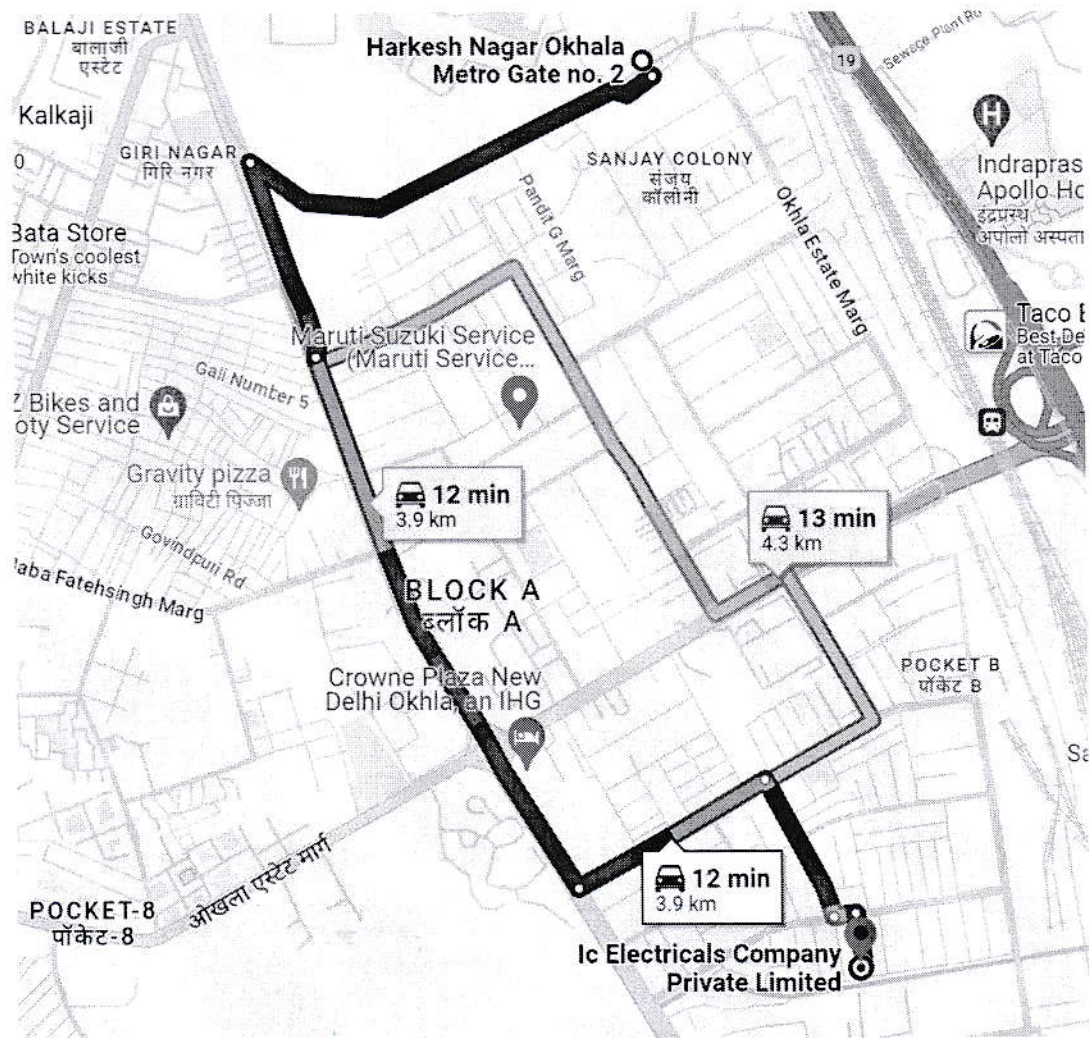 BALAJI ESTATE
बालाजी
एस्टेट
Harkesh Nagar Okhala
Metro Gate no. 2
19
Sewage Plant Rd
Kalkaji
0
GIRI NAGAR
गिरि नगर
SANJAY COLONY
संजय
कॉलोनी
H
Indrapras
Apollo Ho
इंद्रप्रस्थ
अपोलो अस्पता
Pandit G Marg
Okhla Estate Marg
Bata Store
Town's coolest
white kicks
Taco B
Best De
at Taco
Maruti Suzuki Service
(Maruti Service...
Gali Number 5
Z Bikes and
oty Service
Gravity pizza
ग्राविटी पिज्जा
12 min
3.9 km
13 min
4.3 km
Govindpuri Rd
Baba Fatehsingh Marg
BLOCK A
ब्लॉक A
Crowne Plaza New
Delhi Okhla, an IHG
POCKET B
पॉकेट B
Sa
ओखला एस्टेट मार्ग
12 min
3.9 km
POCKET-8
पॉकेट-8
Ic Electricals Company
Private Limited